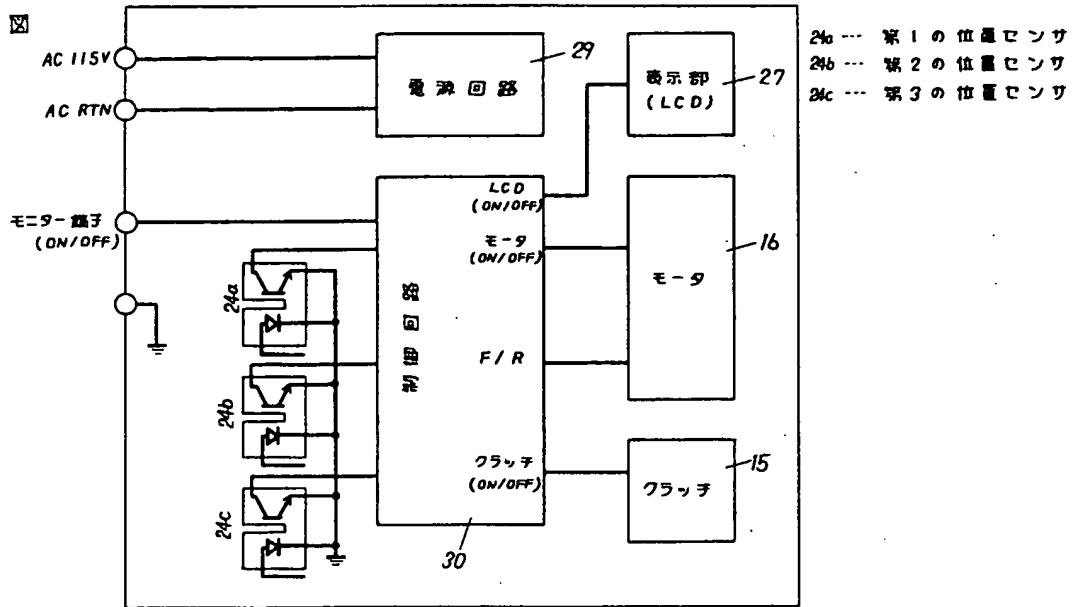 図
AC 115V
AC RTN
モニター端子
(ON/OFF)
電源回路
29
表示部
(LCD)
27
24a --- 第1の位置センサ
24b --- 第2の位置センサ
24c --- 第3の位置センサ
LCD
(ON/OFF)
モータ
(ON/OFF)
F/R
クラッチ
(ON/OFF)
制御回路
30
モータ
16
クラッチ
15
24a
24b
24c